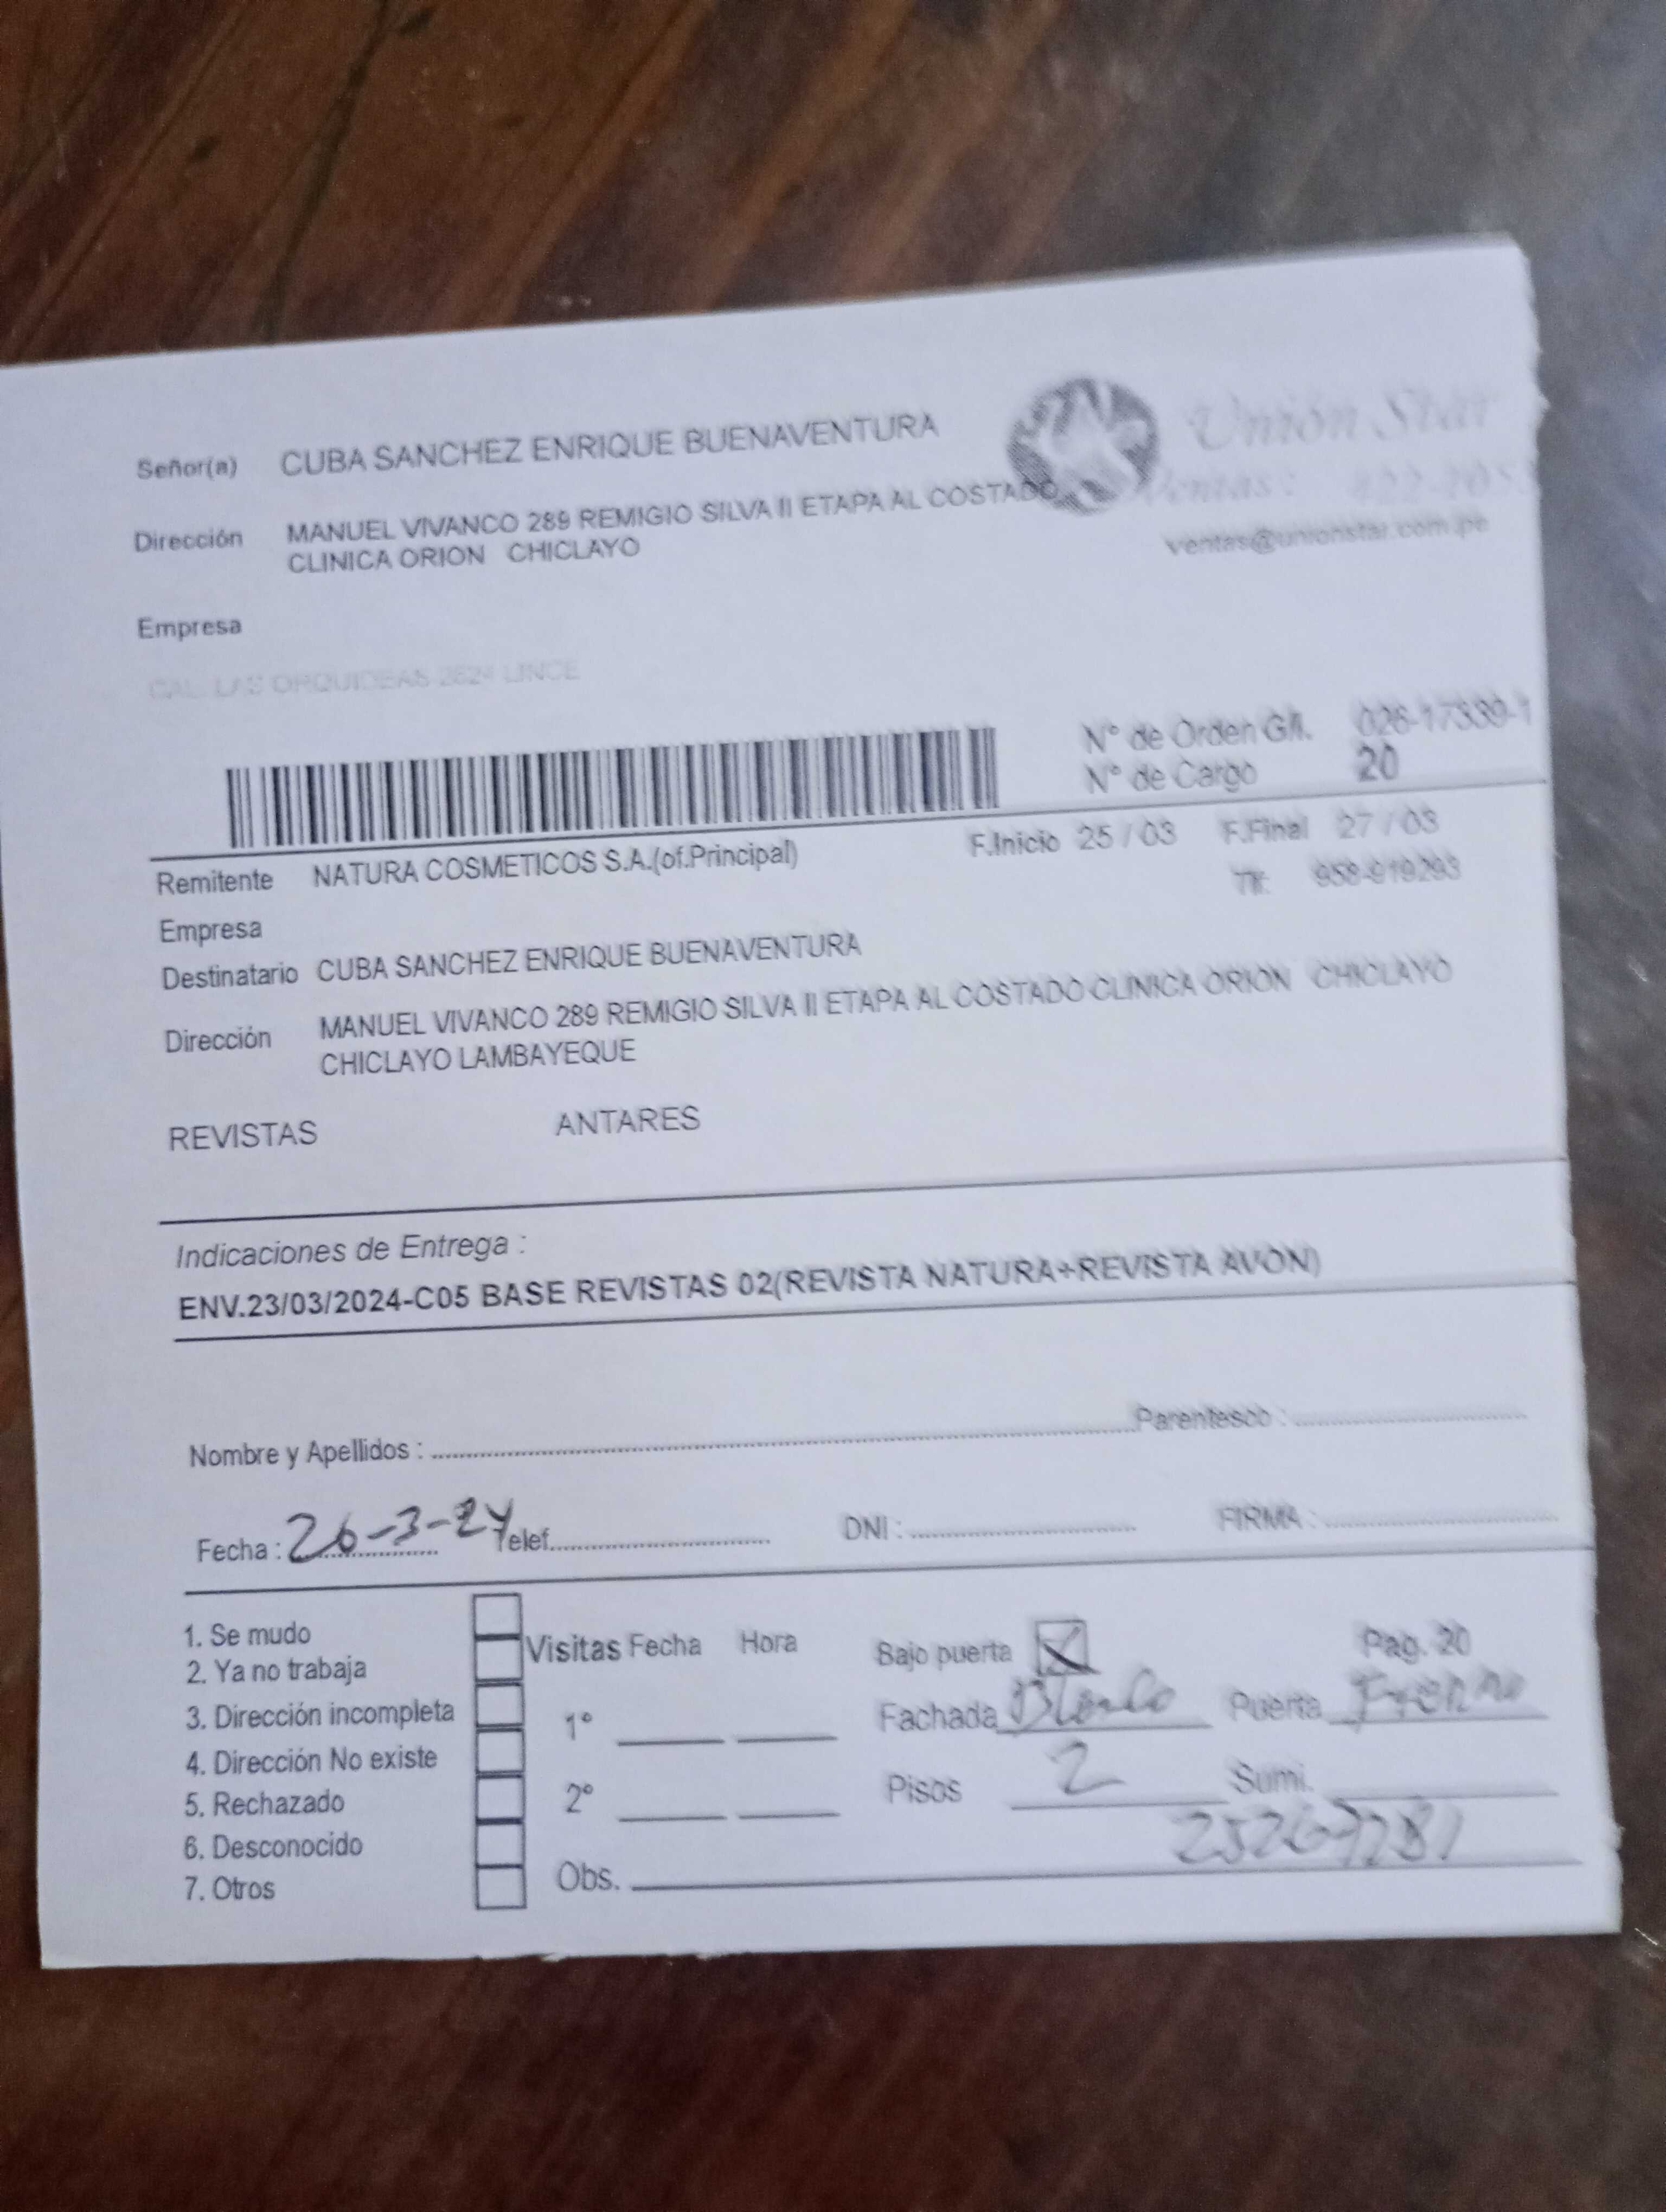 Señor(a) CUBA SANCHEZ ENRIQUE BUENAVENTURA
Unión Star
Dirección MANUEL VIVANCO 289 REMIGIO SILVA II ETAPA AL COSTADO
CLINICA ORION CHICLAYO
Ventas:
ventas@unionstar.com.pe
Empresa
CAL. LAS ORQUIDEAS 2624 LINCE
N° de Orden G/I. 026-17339-1
N° de Cargo 20
Remitente NATURA COSMETICOS S.A.(of.Principal) F.Inicio 25 / 03 F.Final 27 / 03
Tlf: 958-919293
Empresa
Destinatario CUBA SANCHEZ ENRIQUE BUENAVENTURA
Dirección MANUEL VIVANCO 289 REMIGIO SILVA II ETAPA AL COSTADO CLINICA ORION CHICLAYO
CHICLAYO LAMBAYEQUE
REVISTAS ANTARES
Indicaciones de Entrega :
ENV.23/03/2024-C05 BASE REVISTAS 02(REVISTA NATURA+REVISTA AVON)
Nombre y Apellidos : Parentesco :
Fecha : 26-3-24 Telef. DNI : FIRMA :
1. Se mudo
2. Ya no trabaja
3. Dirección incompleta
4. Dirección No existe
5. Rechazado
6. Desconocido
7. Otros
Visitas Fecha Hora
1°
2°
Obs.
Bajo puerta Pag. 20
Fachada Blanco Puerta
Pisos 2 Sumi.